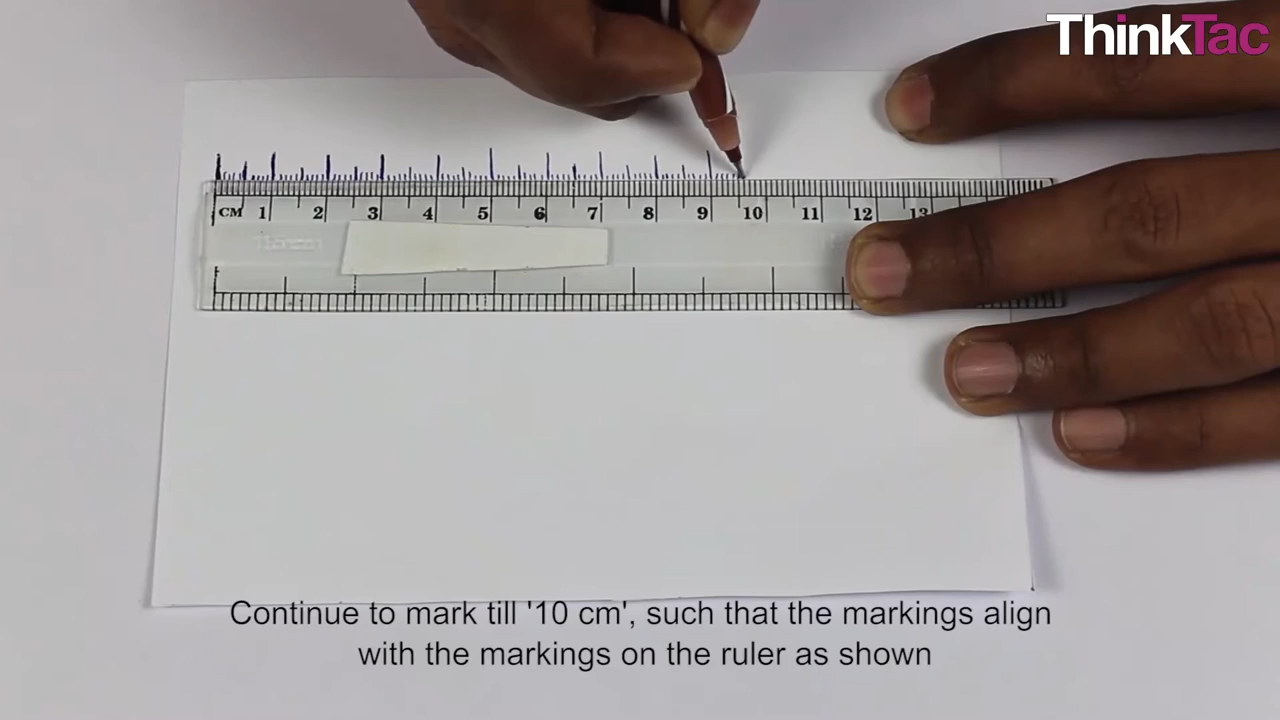 ThinkTac
CM 1 2 3 4 5 6 7 8 9 10 11 12 13
Continue to mark till '10 cm', such that the markings align
with the markings on the ruler as shown